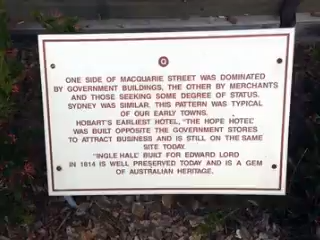 ONE SIDE OF MACQUARIE STREET WAS DOMINATED
BY GOVERNMENT BUILDINGS, THE OTHER BY MERCHANTS
AND THOSE SEEKING SOME DEGREE OF STATUS.
SYDNEY WAS SIMILAR. THIS PATTERN WAS TYPICAL
OF OUR EARLY TOWNS.
HOBART'S EARLIEST HOTEL, "THE HOPE HOTEL"
WAS BUILT OPPOSITE THE GOVERNMENT STORES
TO ATTRACT BUSINESS AND IS STILL ON THE SAME
SITE TODAY.
"INGLE HALL" BUILT FOR EDWARD LORD
IN 1814 IS WELL PRESERVED TODAY AND IS A GEM
OF AUSTRALIAN HERITAGE.